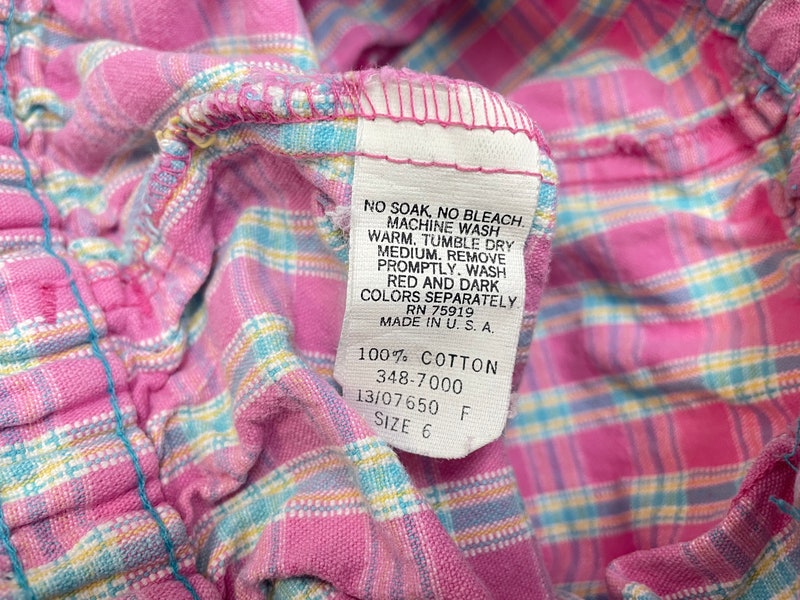 NO SOAK, NO BLEACH.
MACHINE WASH
WARM. TUMBLE DRY
MEDIUM. REMOVE
PROMPTLY. WASH
RED AND DARK
COLORS SEPARATELY
RN 75919
MADE IN U. S. A.
100% COTTON
348-7000
13/07650 F
SIZE 6